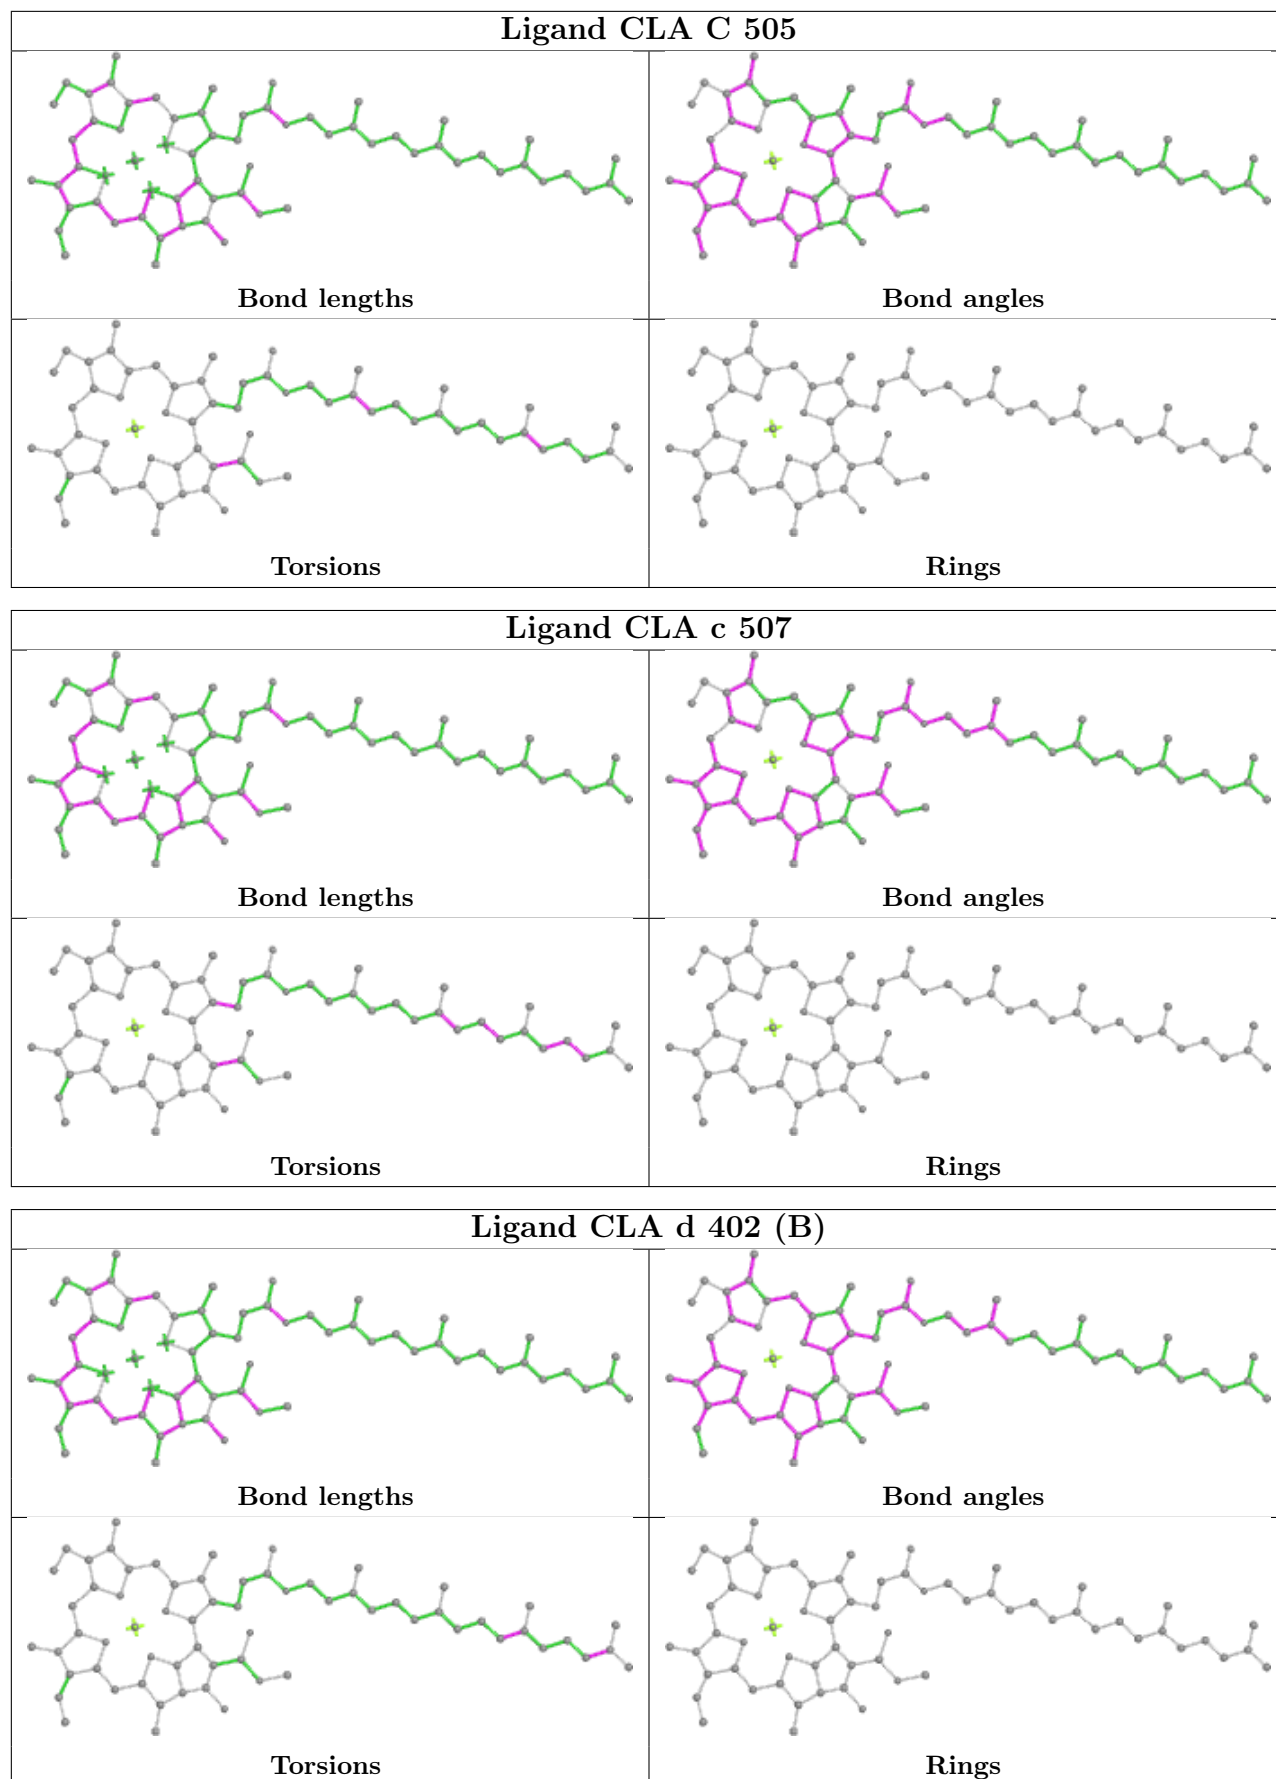 Ligand CLA C 505
Bond lengths
Bond angles
Torsions
Rings
Ligand CLA c 507
Bond lengths
Bond angles
Torsions
Rings
Ligand CLA d 402 (B)
Bond lengths
Bond angles
Torsions
Rings